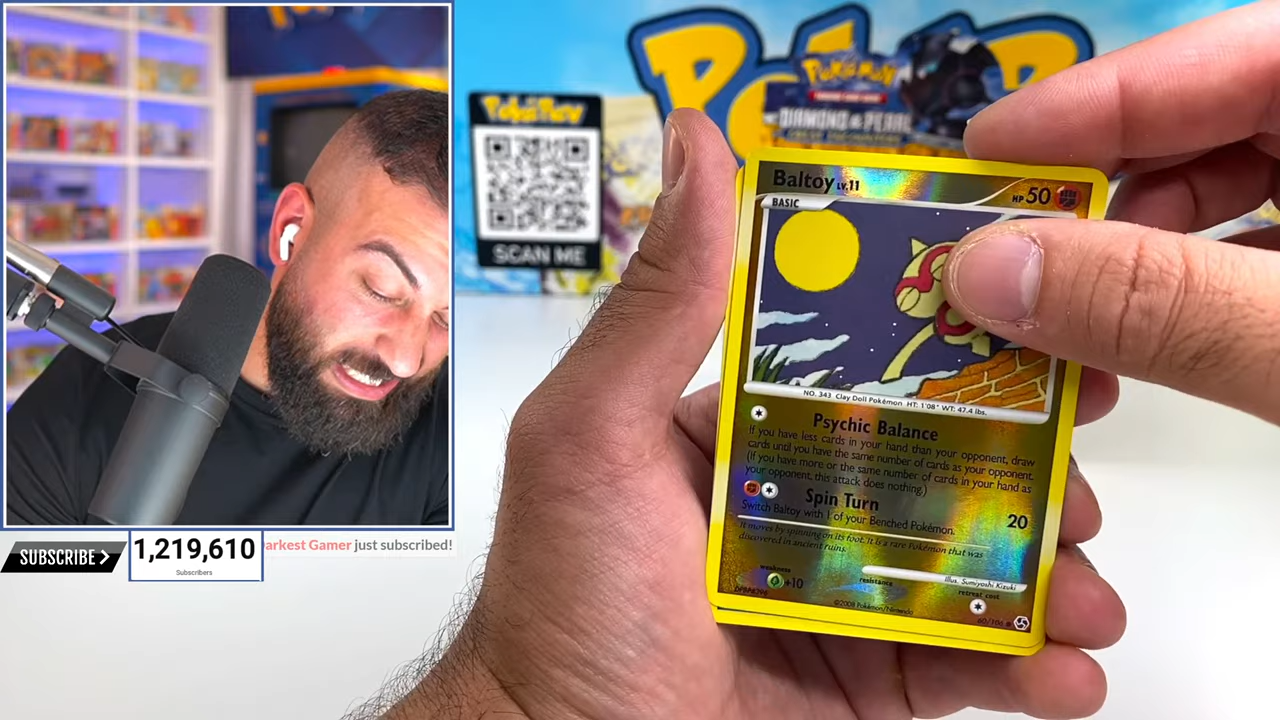 PokéRev
SCAN ME
Pokémon
DIAMOND & PEARL
SUBSCRIBE >
1,219,610
Subscribers
arkest Gamer just subscribed!
Baltoy LV.11
HP 50
BASIC
NO. 343 Clay Doll Pokémon HT: 1'08" WT: 47.4 lbs.
Psychic Balance
If you have less cards in your hand than your opponent, draw
cards until you have the same number of cards as your opponent.
(If you have more or the same number of cards in your hand as
your opponent, this attack does nothing.)
Spin Turn 20
Switch Baltoy with 1 of your Benched Pokémon.
It moves by spinning on its foot. It is a rare Pokémon that was
discovered in ancient ruins.
Illus. Sumiyoshi Kizuki
weakness
+10
resistance
retreat cost
©2008 Pokémon/Nintendo
60/106